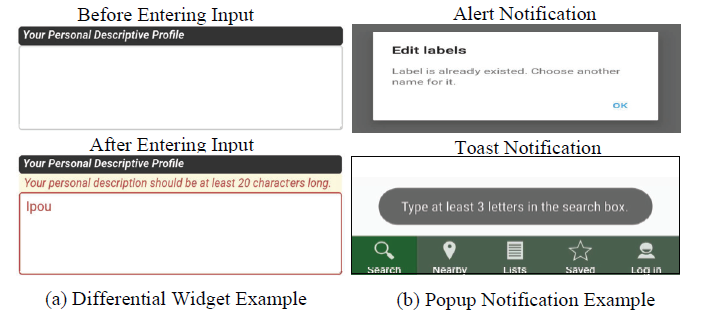 Before Entering Input
Your Personal Descriptive Profile
After Entering Input
Your Personal Descriptive Profile
Your personal description should be at least 20 characters long.
Ipou
(a) Differential Widget Example
Alert Notification
Edit labels
Label is already existed. Choose another
name for it.
OK
Toast Notification
Type at least 3 letters in the search box.
Search Nearby Lists Saved Log in
(b) Popup Notification Example